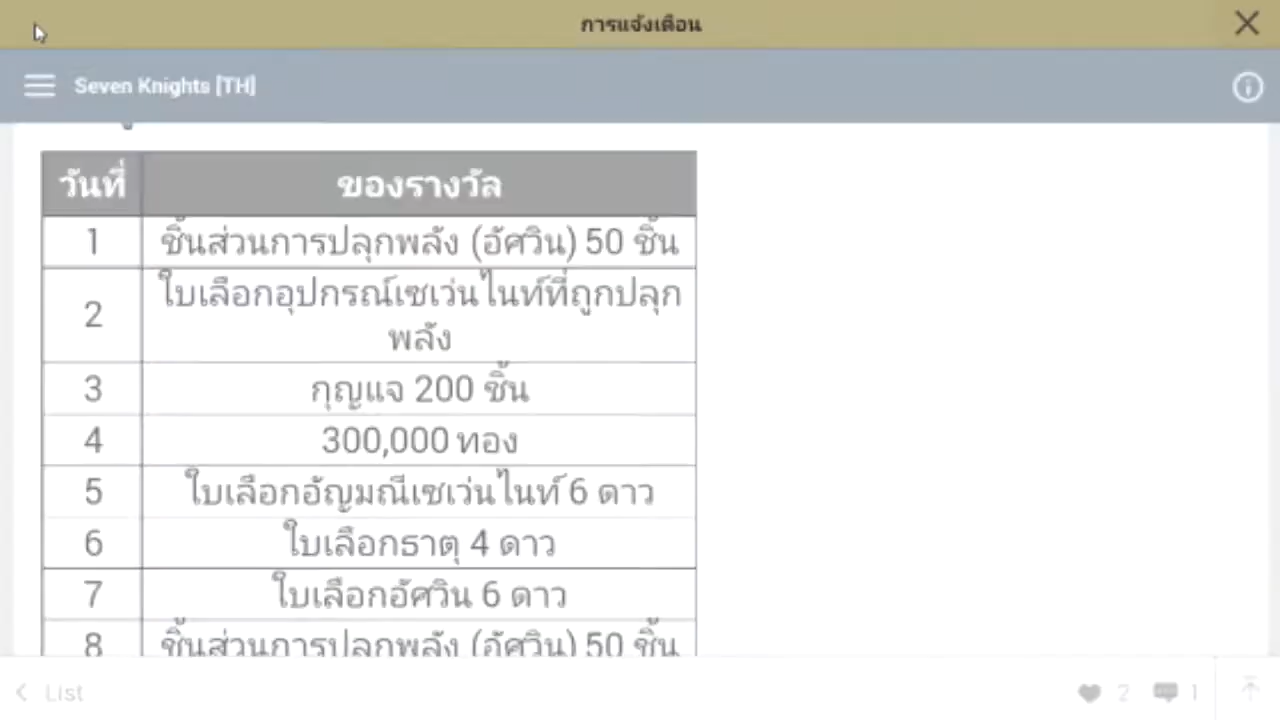 การแจ้งเตือน
Seven Knights [TH]
วันที่ ของรางวัล
1 ชิ้นส่วนการปลุกพลัง (อัศวิน) 50 ชิ้น
2 ใบเลือกอุปกรณ์เซเว่นไนท์ที่ถูกปลุก
พลัง
3 กุญแจ 200 ชิ้น
4 300,000 ทอง
5 ใบเลือกอัญมณีเซเว่นไนท์ 6 ดาว
6 ใบเลือกธาตุ 4 ดาว
7 ใบเลือกอัศวิน 6 ดาว
8 ชิ้นส่วนการปลุกพลัง (อัศวิน) 50 ชิ้น
List 2 1